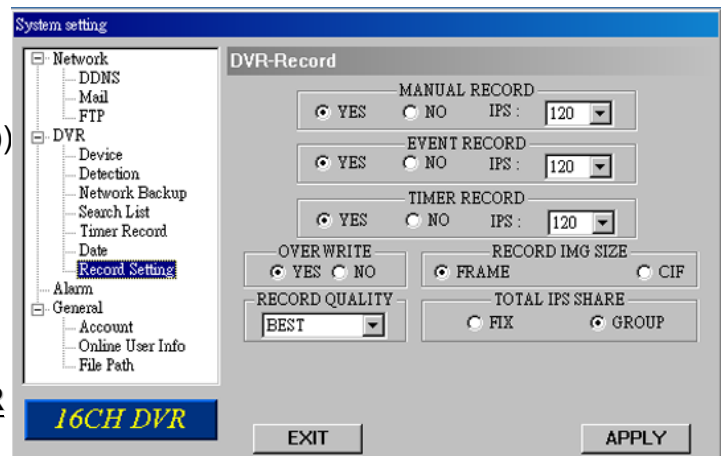 System setting
Network
DDNS
Mail
FTP
DVR
Device
Detection
Network Backup
Search List
Timer Record
Date
Record Setting
Alarm
General
Account
Online User Info
File Path
16CH DVR
DVR-Record
MANUAL RECORD
YES NO IPS : 120
EVENT RECORD
YES NO IPS : 120
TIMER RECORD
YES NO IPS : 120
OVERWRITE
YES NO
RECORD IMG SIZE
FRAME CIF
RECORD QUALITY
BEST
TOTAL IPS SHARE
FIX GROUP
EXIT APPLY
)